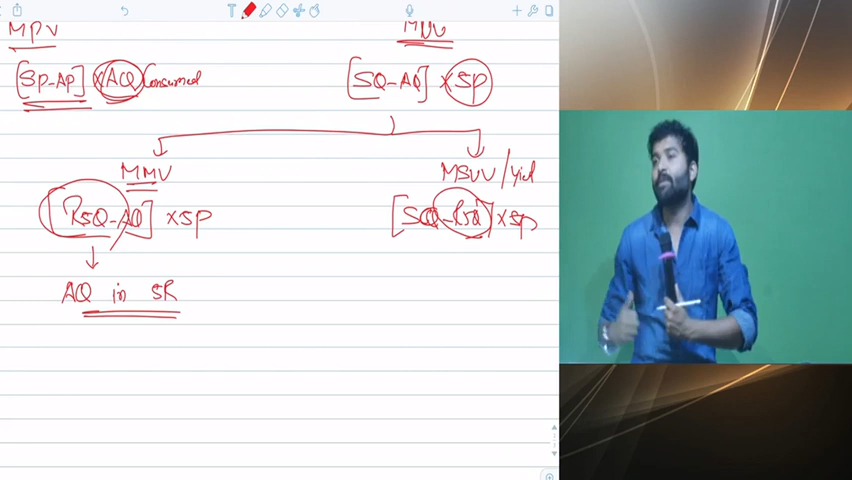 MPV MUV
[SP-AP] x ACQ Consumed [SQ-AQ] x SP
MMV MSUV/Yield
[RSQ-AQ] x SP [SQ-RSQ] x SP
AQ in SR